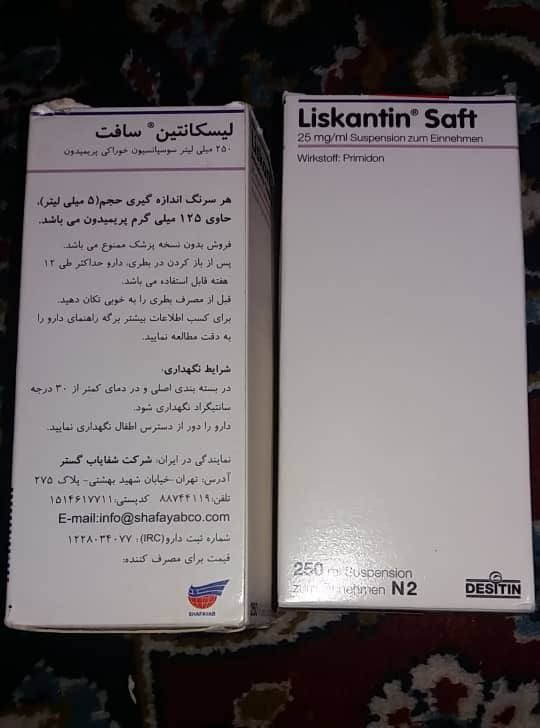 لیسکانتین® سافت
۲۵۰ میلی لیتر سوسپانسیون خوراکی پریمیدون
هر سرنگ اندازه گیری حجم(۵ میلی لیتر)،
حاوی ۱۲۵ میلی گرم پریمیدون می باشد.
فروش بدون نسخه پزشک ممنوع می باشد.
پس از باز کردن در بطری، دارو حداکثر طی ۱۲
هفته قابل استفاده می باشد.
قبل از مصرف بطری را به خوبی تکان دهید.
برای کسب اطلاعات بیشتر برگه راهنمای دارو را
به دقت مطالعه نمایید.
شرایط نگهداری:
در بسته بندی اصلی و در دمای کمتر از ۳۰ درجه
سانتیگراد نگهداری شود.
دارو را دور از دسترس اطفال نگهداری نمایید.
نمایندگی در ایران: شرکت شفایاب گستر
آدرس: تهران-خیابان شهید بهشتی- پلاک ۲۷۵
تلفن: ۸۸۷۴۴۱۱۹ کدپستی: ۱۵۱۴۶۱۷۷۱۱
E-mail:info@shafayabco.com
شماره ثبت دارو(IRC): ۱۲۲۸۰۳۴۰۷۷
قیمت برای مصرف کننده:
SHAFAYAB
Liskantin® Saft
25 mg/ml Suspension zum Einnehmen
Wirkstoff: Primidon
250 ml Suspension
zum Einnehmen N2
DESITIN